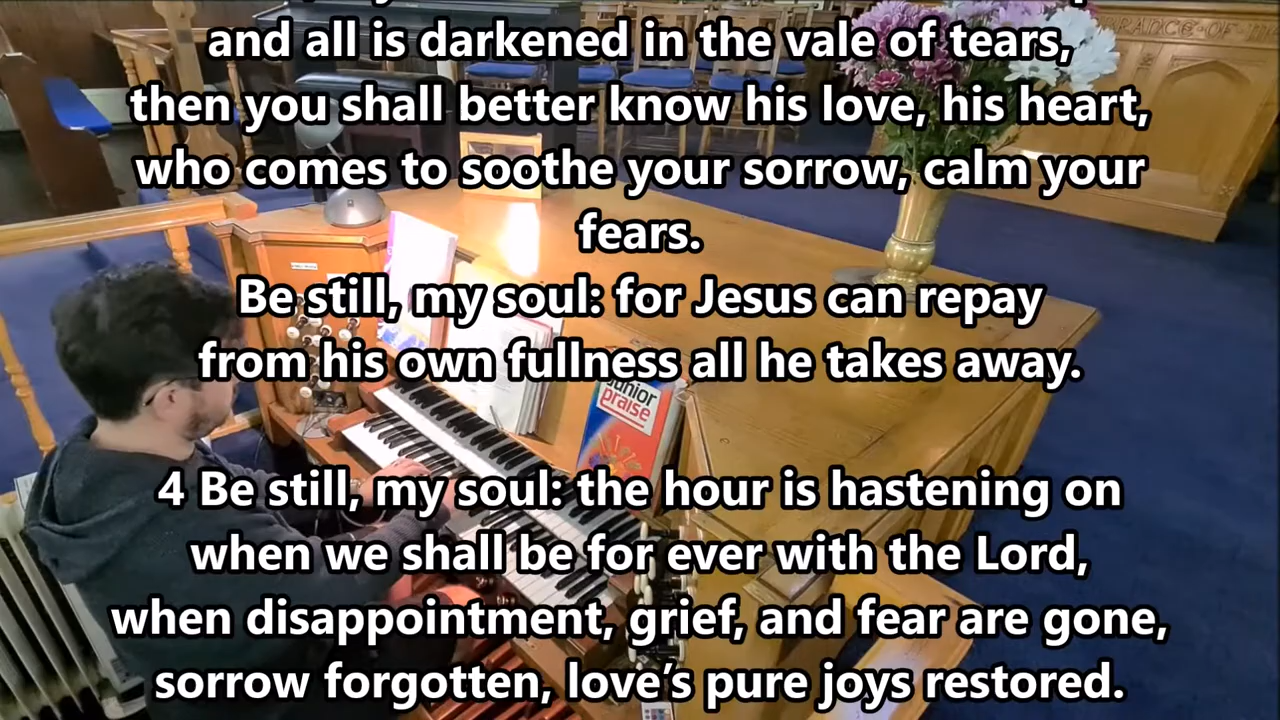 and all is darkened in the vale of tears,
then you shall better know his love, his heart,
who comes to soothe your sorrow, calm your
fears.
Be still, my soul: for Jesus can repay
from his own fullness all he takes away.
4 Be still, my soul: the hour is hastening on
when we shall be for ever with the Lord,
when disappointment, grief, and fear are gone,
sorrow forgotten, love’s pure joys restored.
junior
praise